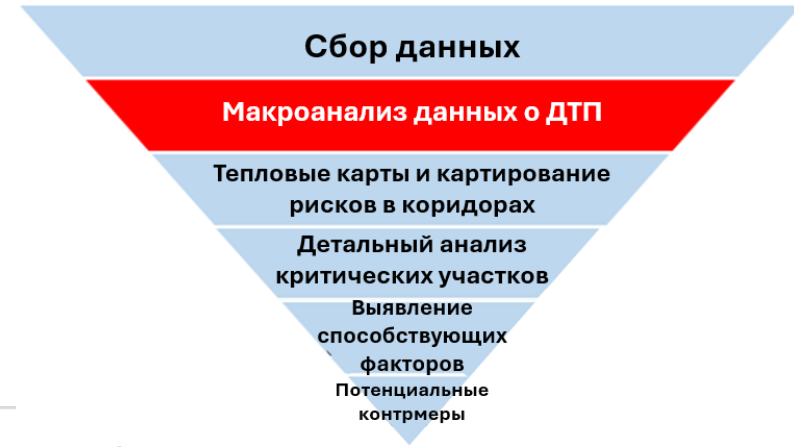 Сбор данных
Макроанализ данных о ДТП
Тепловые карты и картирование
рисков в коридорах
Детальный анализ
критических участков
Выявление
способствующих
факторов
Потенциальные
контрмеры